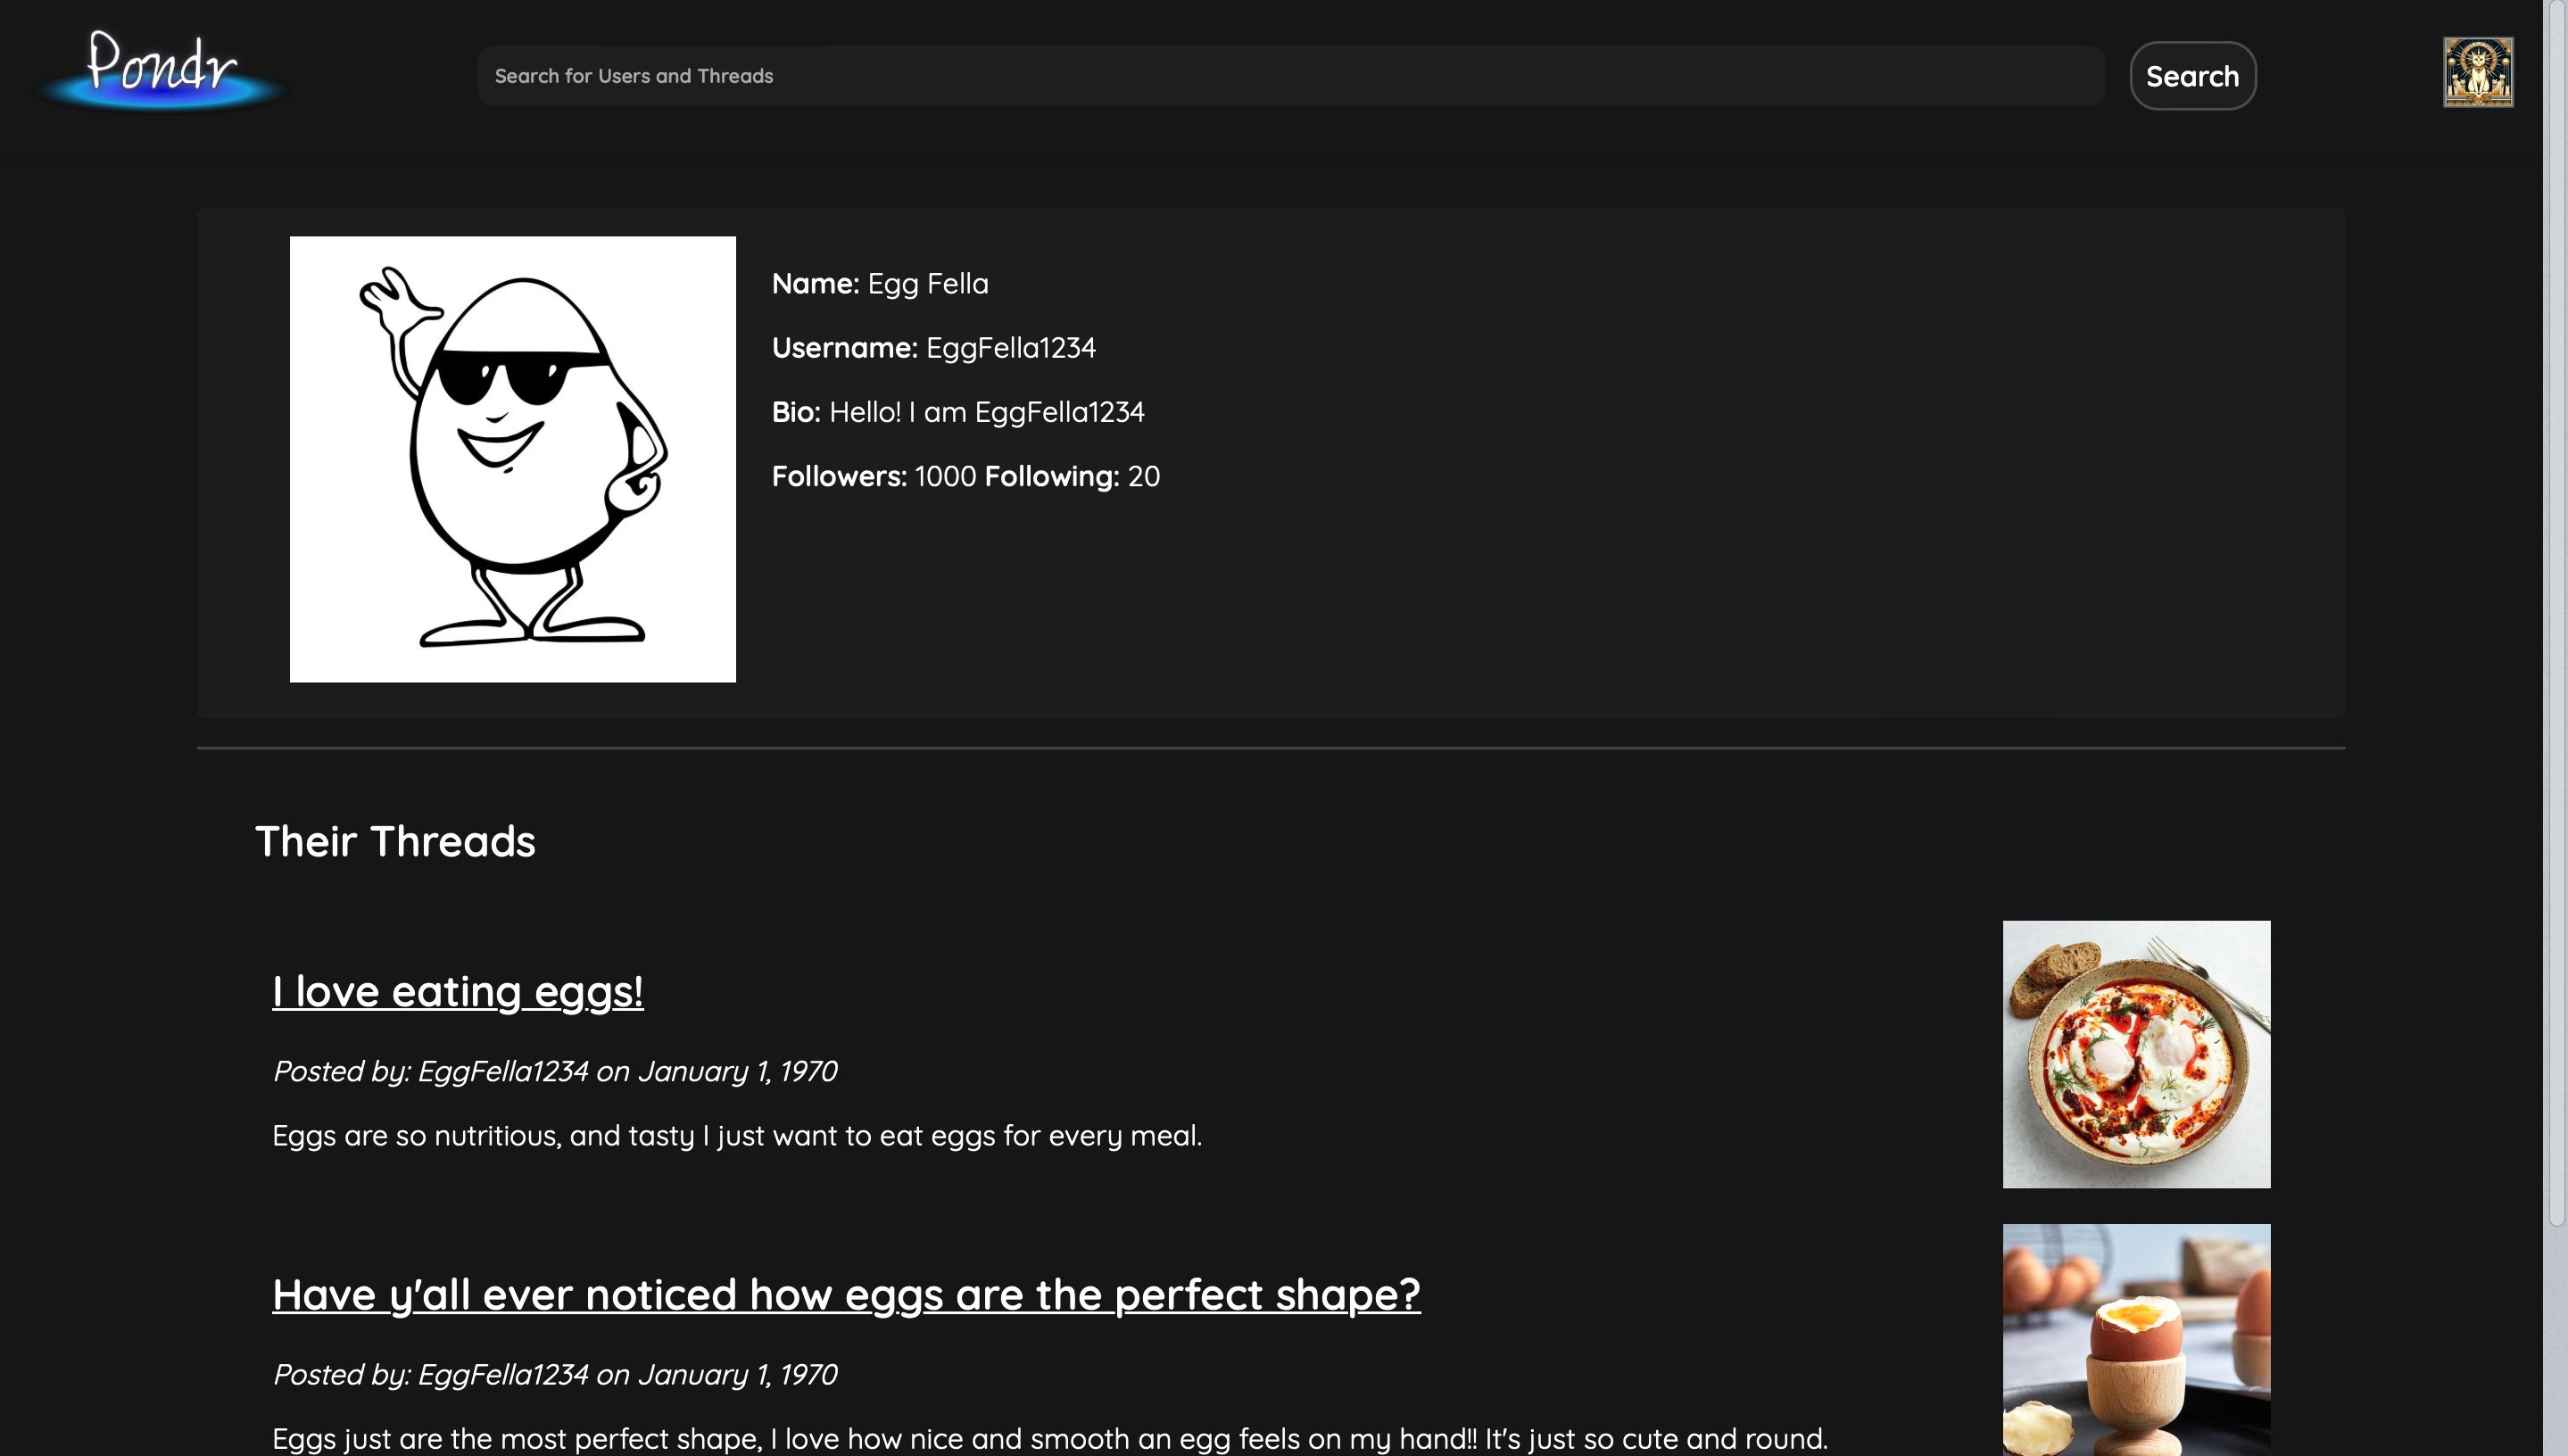 Pondr
Search for Users and Threads
Search
Name: Egg Fella
Username: EggFella1234
Bio: Hello! I am EggFella1234
Followers: 1000 Following: 20
Their Threads
I love eating eggs!
Posted by: EggFella1234 on January 1, 1970
Eggs are so nutritious, and tasty I just want to eat eggs for every meal.
Have y'all ever noticed how eggs are the perfect shape?
Posted by: EggFella1234 on January 1, 1970
Eggs just are the most perfect shape, I love how nice and smooth an egg feels on my hand!! It's just so cute and round.